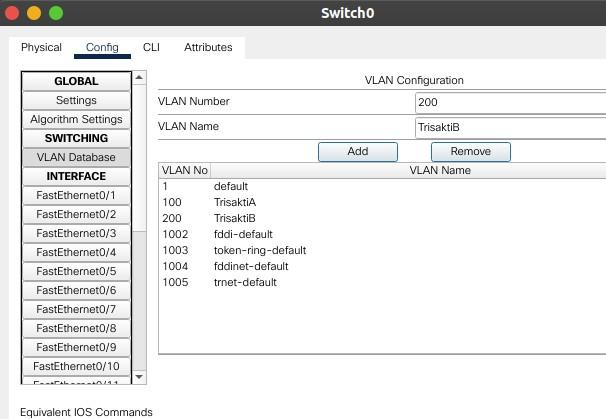 Switch0
Physical Config CLI Attributes
GLOBAL
Settings
Algorithm Settings
SWITCHING
VLAN Database
INTERFACE
FastEthernet0/1
FastEthernet0/2
FastEthernet0/3
FastEthernet0/4
FastEthernet0/5
FastEthernet0/6
FastEthernet0/7
FastEthernet0/8
FastEthernet0/9
FastEthernet0/10
FastEthernet0/11
VLAN Configuration
VLAN Number 200
VLAN Name TrisaktiB
Add Remove
VLAN No VLAN Name
1 default
100 TrisaktiA
200 TrisaktiB
1002 fddi-default
1003 token-ring-default
1004 fddinet-default
1005 trnet-default
Equivalent IOS Commands